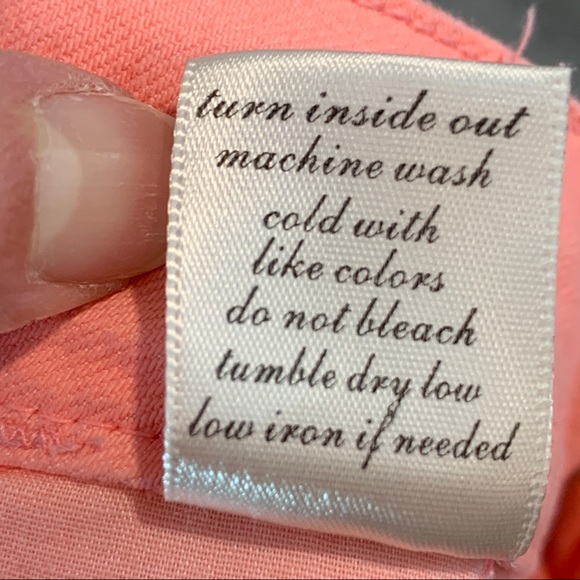 turn inside out
machine wash
cold with
like colors
do not bleach
tumble dry low
low iron if needed